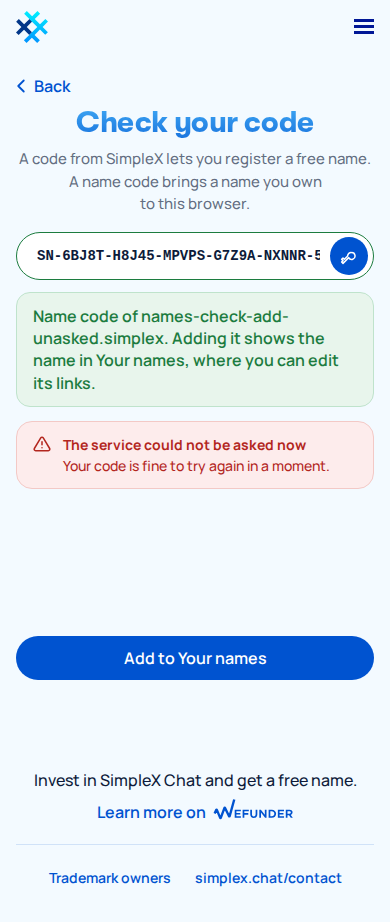 Back
Check your code
A code from SimpleX lets you register a free name.
A name code brings a name you own
to this browser.
SN-6BJ8T-H8J45-MPVPS-G7Z9A-NXNNR-5
Name code of names-check-add-
unasked.simplex. Adding it shows the
name in Your names, where you can edit
its links.
The service could not be asked now
Your code is fine to try again in a moment.
Add to Your names
Invest in SimpleX Chat and get a free name.
Learn more on WEFUNDER
Trademark owners simplex.chat/contact